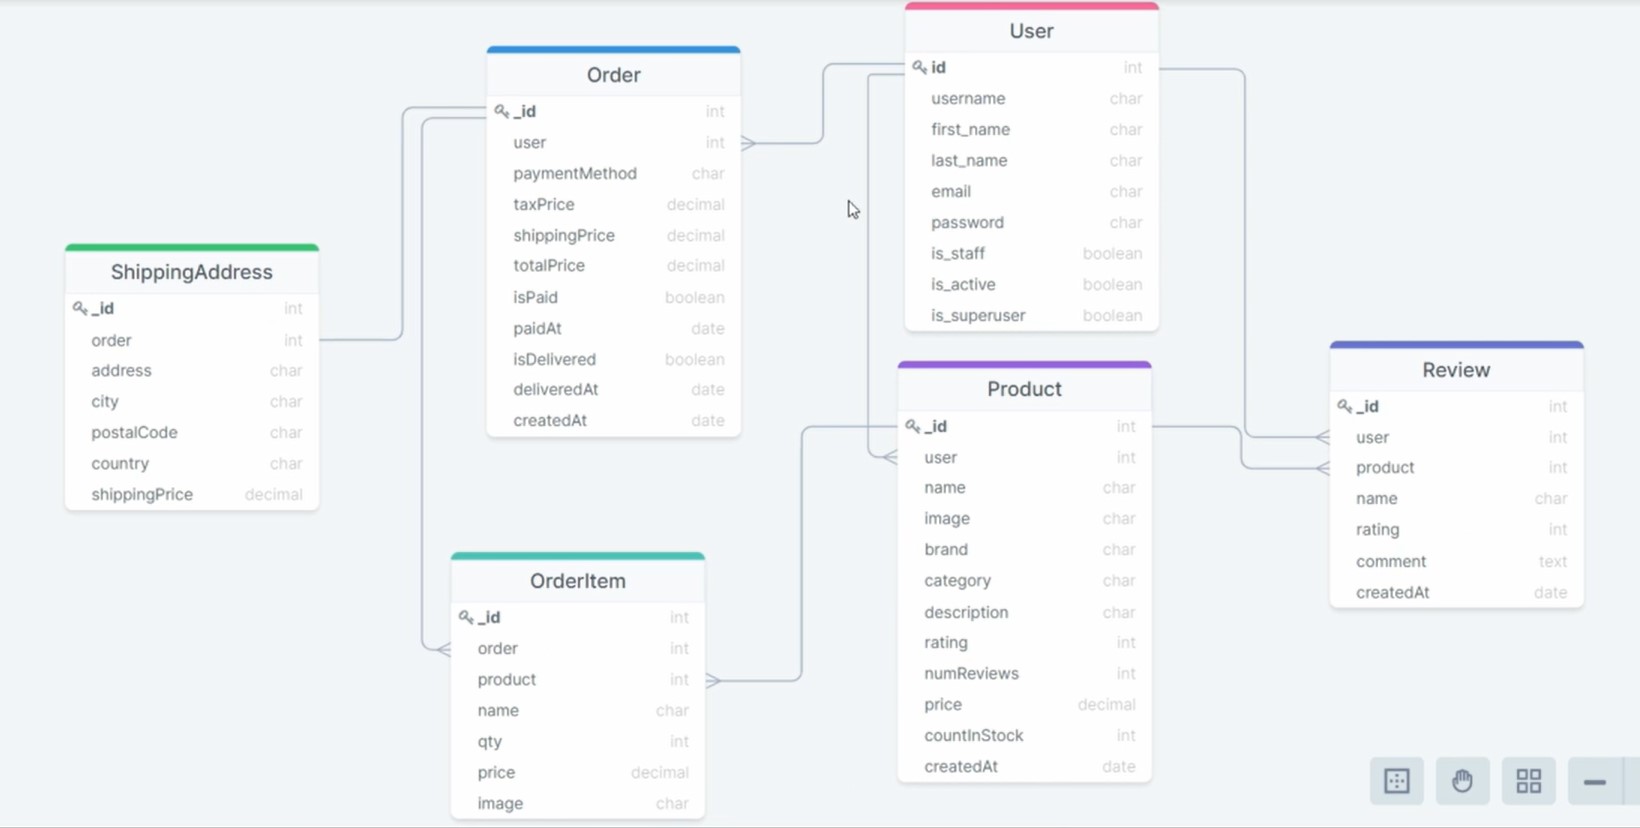 User
id int
username char
first_name char
last_name char
email char
password char
is_staff boolean
is_active boolean
is_superuser boolean
Order
_id int
user int
paymentMethod char
taxPrice decimal
shippingPrice decimal
totalPrice decimal
isPaid boolean
paidAt date
isDelivered boolean
deliveredAt date
createdAt date
ShippingAddress
_id int
order int
address char
city char
postalCode char
country char
shippingPrice decimal
Product
_id int
user int
name char
image char
brand char
category char
description char
rating int
numReviews int
price decimal
countInStock int
createdAt date
Review
_id int
user int
product int
name char
rating int
comment text
createdAt date
OrderItem
_id int
order int
product int
name char
qty int
price decimal
image char